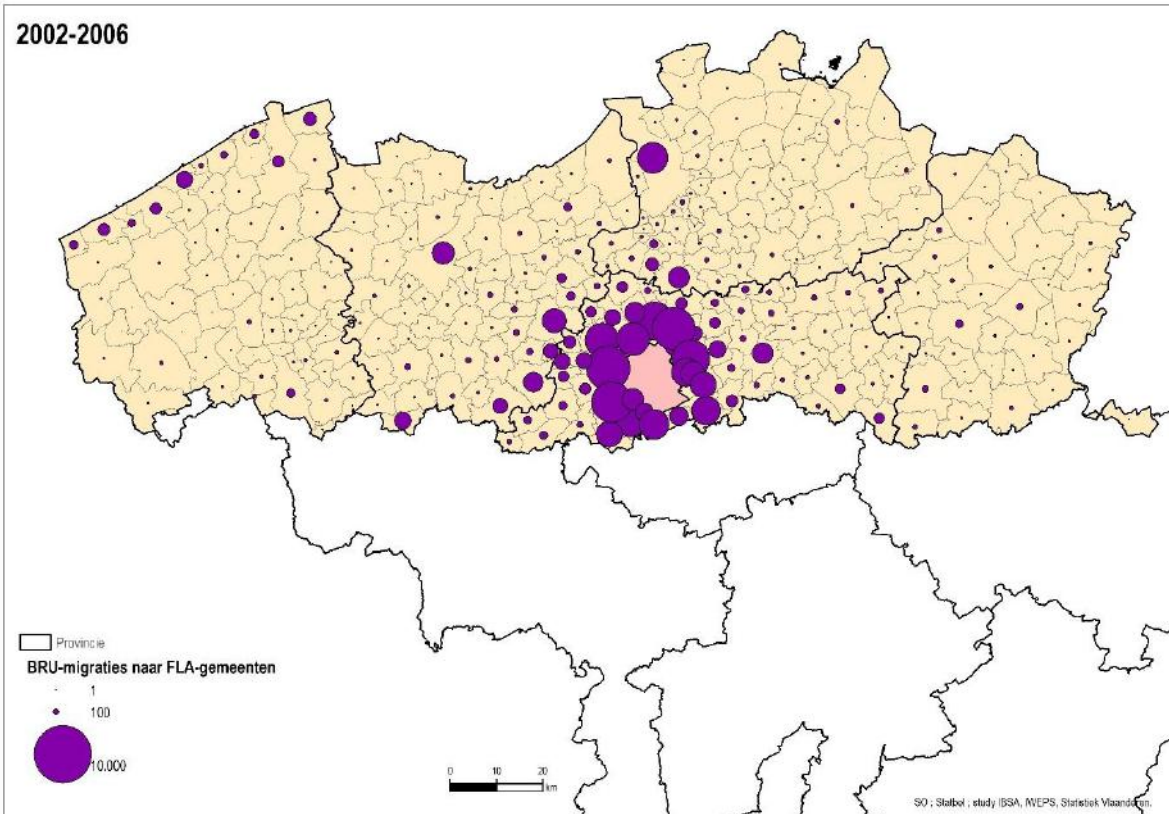 2002-2006
Provincie
BRU-migraties naar FLA-gemeenten
1
100
10.000
0 10 20
km
SO ; Statbel ; study IBSA, IWEPS, Statistiek Vlaanderen.